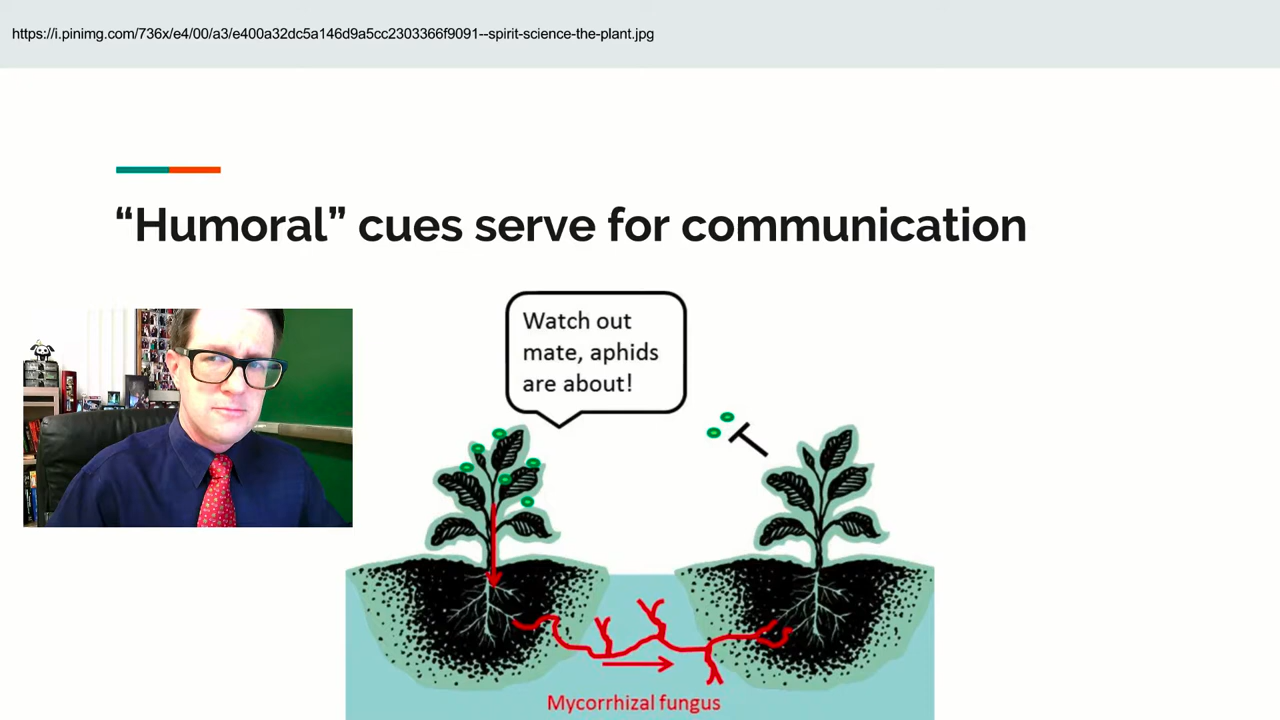 https://i.pinimg.com/736x/e4/00/a3/e400a32dc5a146d9a5cc2303366f9091--spirit-science-the-plant.jpg
“Humoral” cues serve for communication
Watch out
mate, aphids
are about!
Mycorrhizal fungus